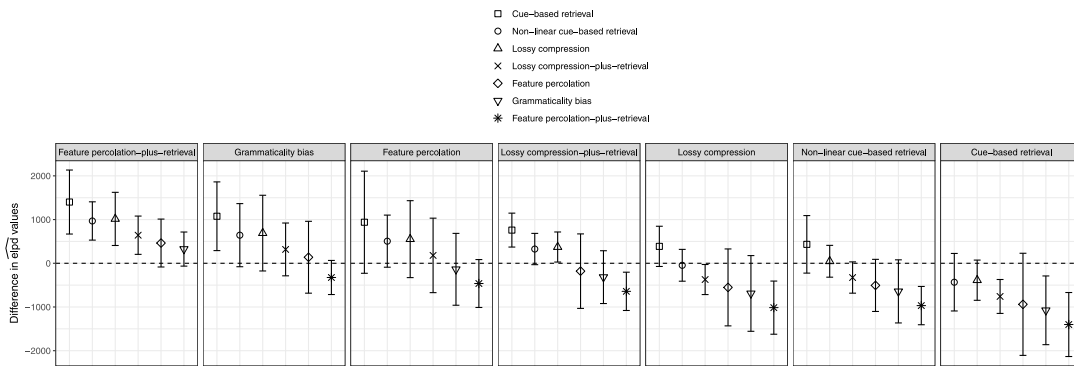 Cue-based retrieval
Non-linear cue-based retrieval
Lossy compression
Lossy compression-plus-retrieval
Feature percolation
Grammaticality bias
Feature percolation-plus-retrieval
Feature percolation-plus-retrieval
Grammaticality bias
Feature percolation
Lossy compression-plus-retrieval
Lossy compression
Non-linear cue-based retrieval
Cue-based retrieval
Difference in elpd values
2000
1000
0
-1000
-2000